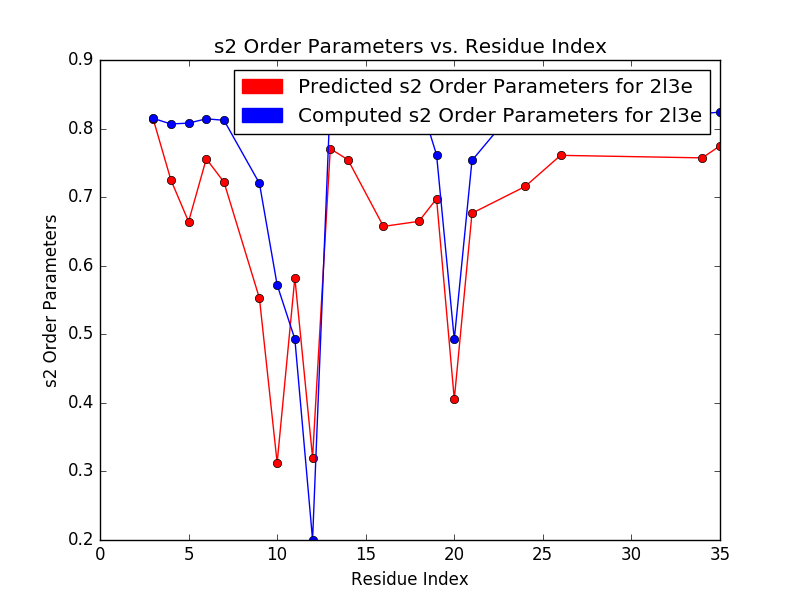 s2 Order Parameters vs. Residue Index
Predicted s2 Order Parameters for 2l3e
Computed s2 Order Parameters for 2l3e
s2 Order Parameters
0.9
0.8
0.7
0.6
0.5
0.4
0.3
0.2
0 5 10 15 20 25 30 35
Residue Index